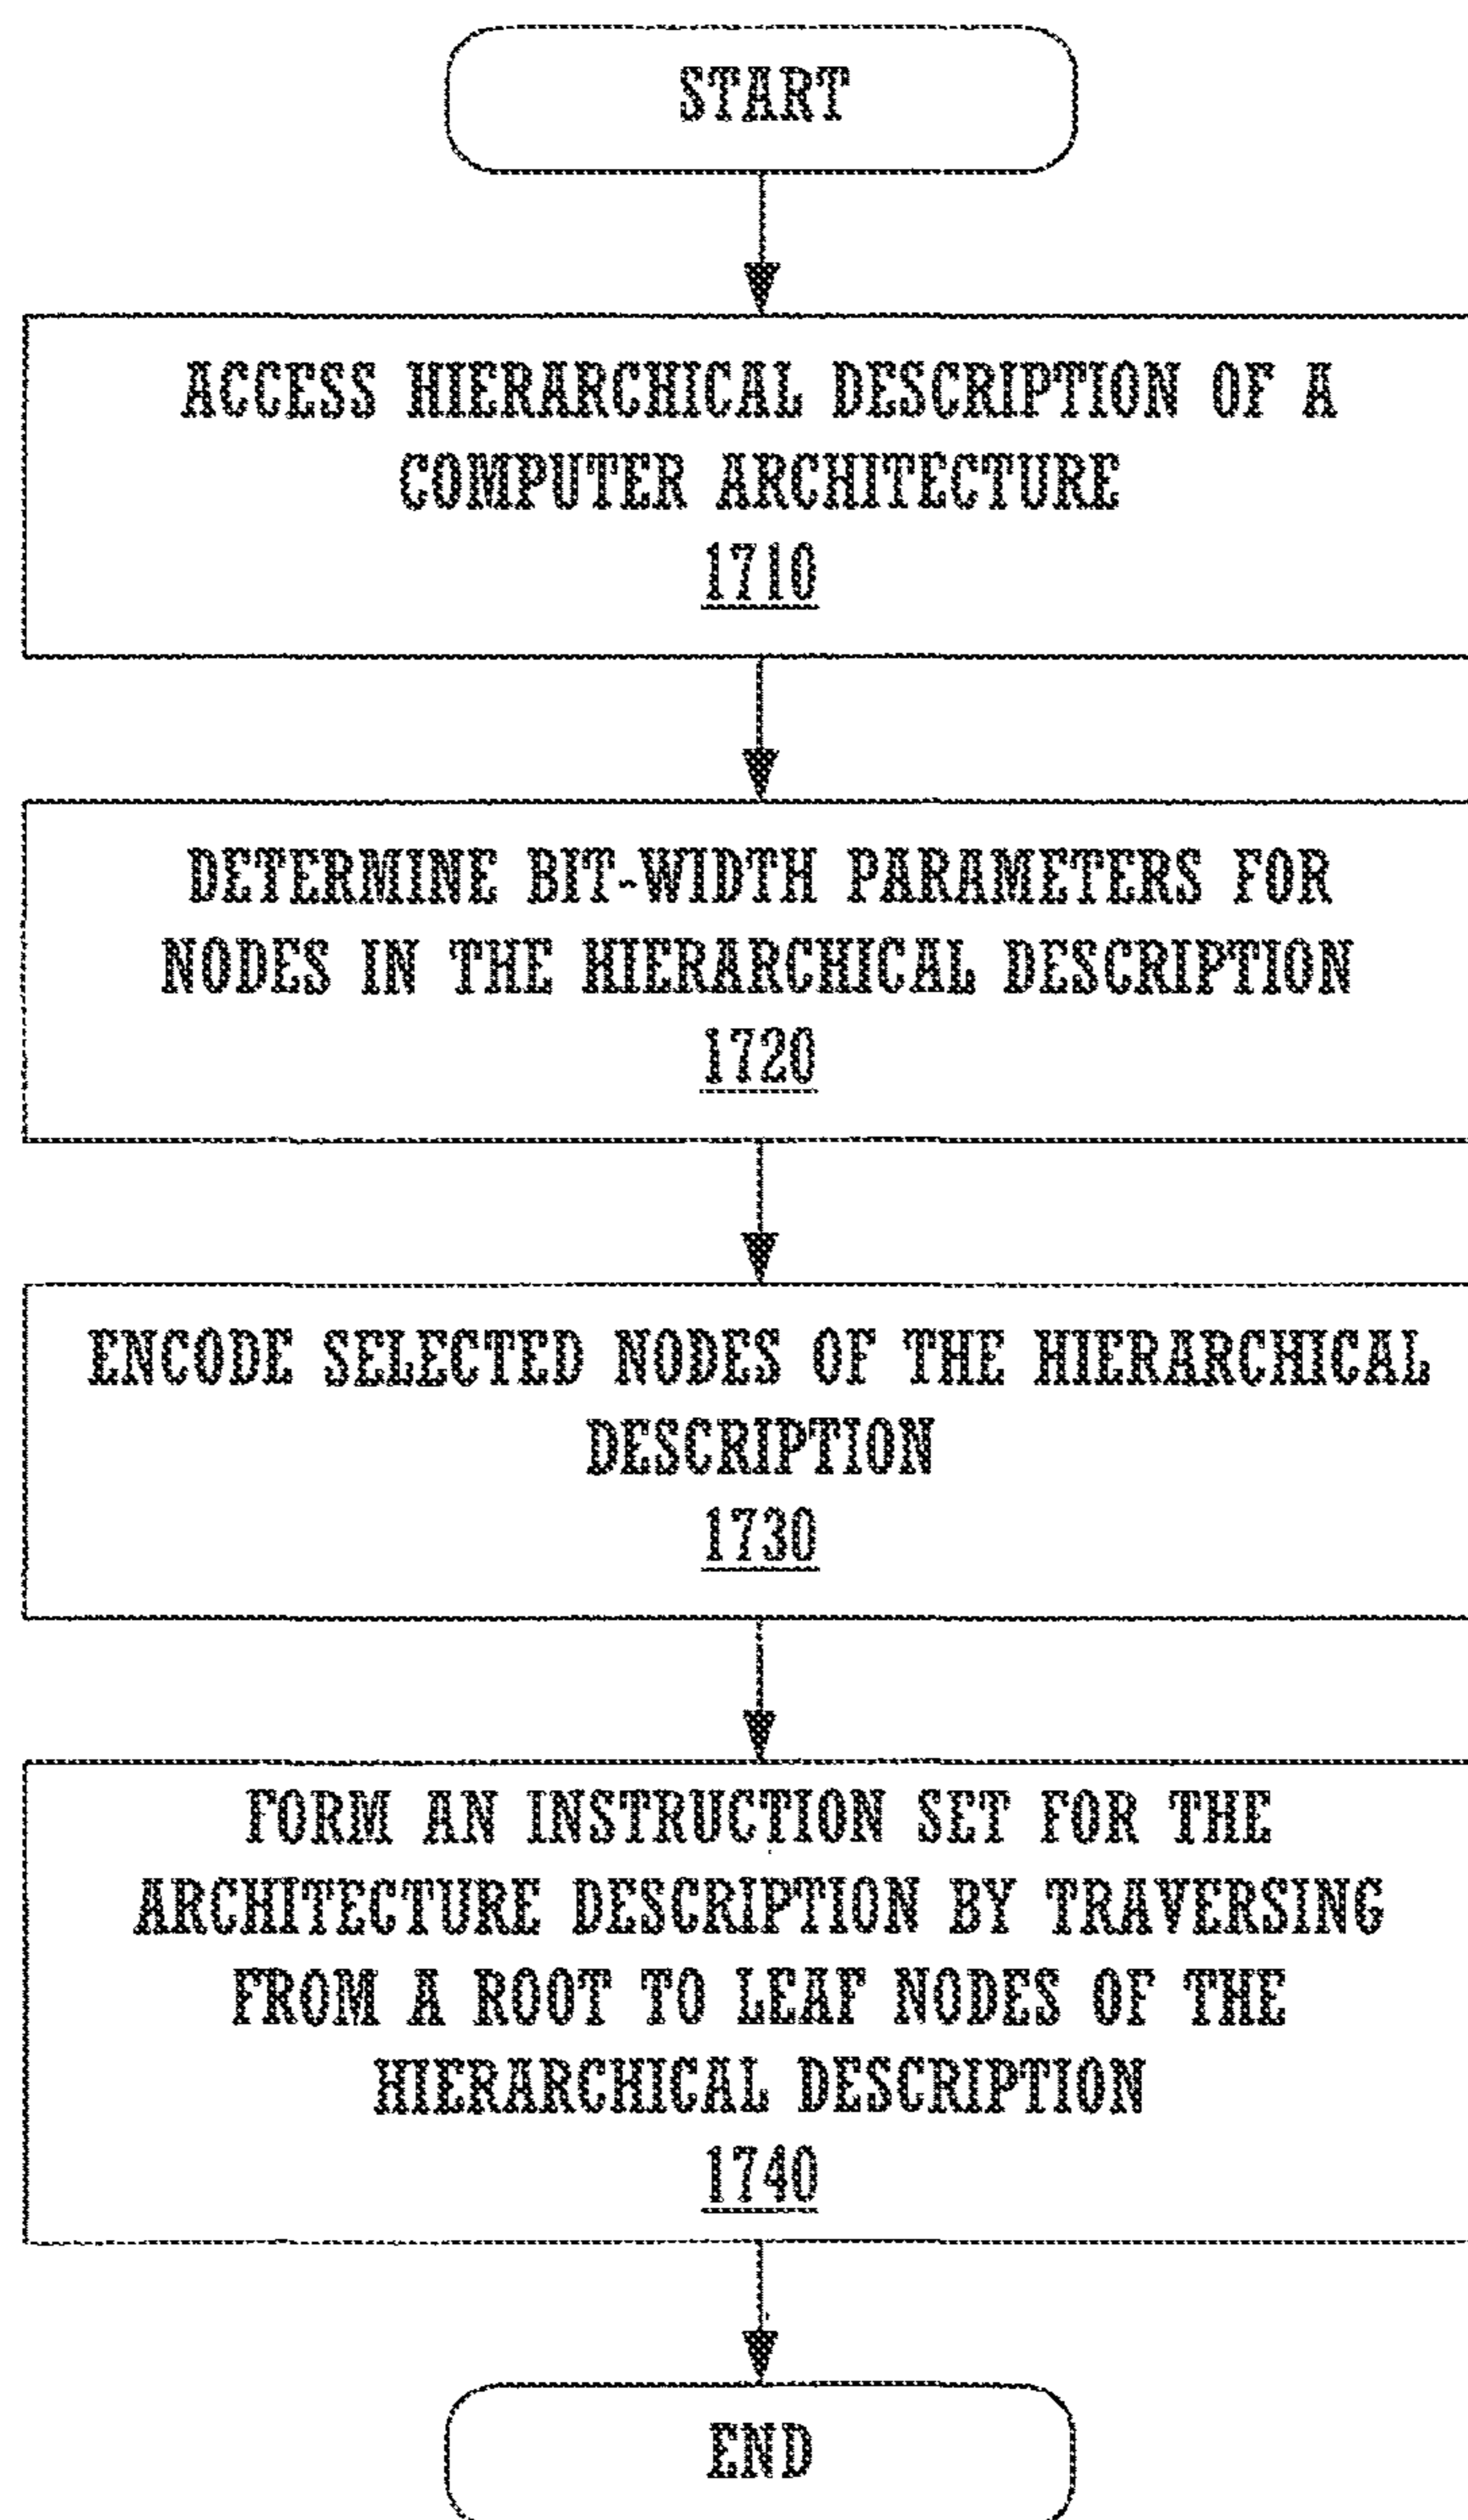 START
ACCESS HIERARCHICAL DESCRIPTION OF A
COMPUTER ARCHITECTURE
1710
DETERMINE BIT-WIDTH PARAMETERS FOR
NODES IN THE HIERARCHICAL DESCRIPTION
1720
ENCODE SELECTED NODES OF THE HIERARCHICAL
DESCRIPTION
1730
FORM AN INSTRUCTION SET FOR THE
ARCHITECTURE DESCRIPTION BY TRAVERSING
FROM A ROOT TO LEAF NODES OF THE
HIERARCHICAL DESCRIPTION
1740
END